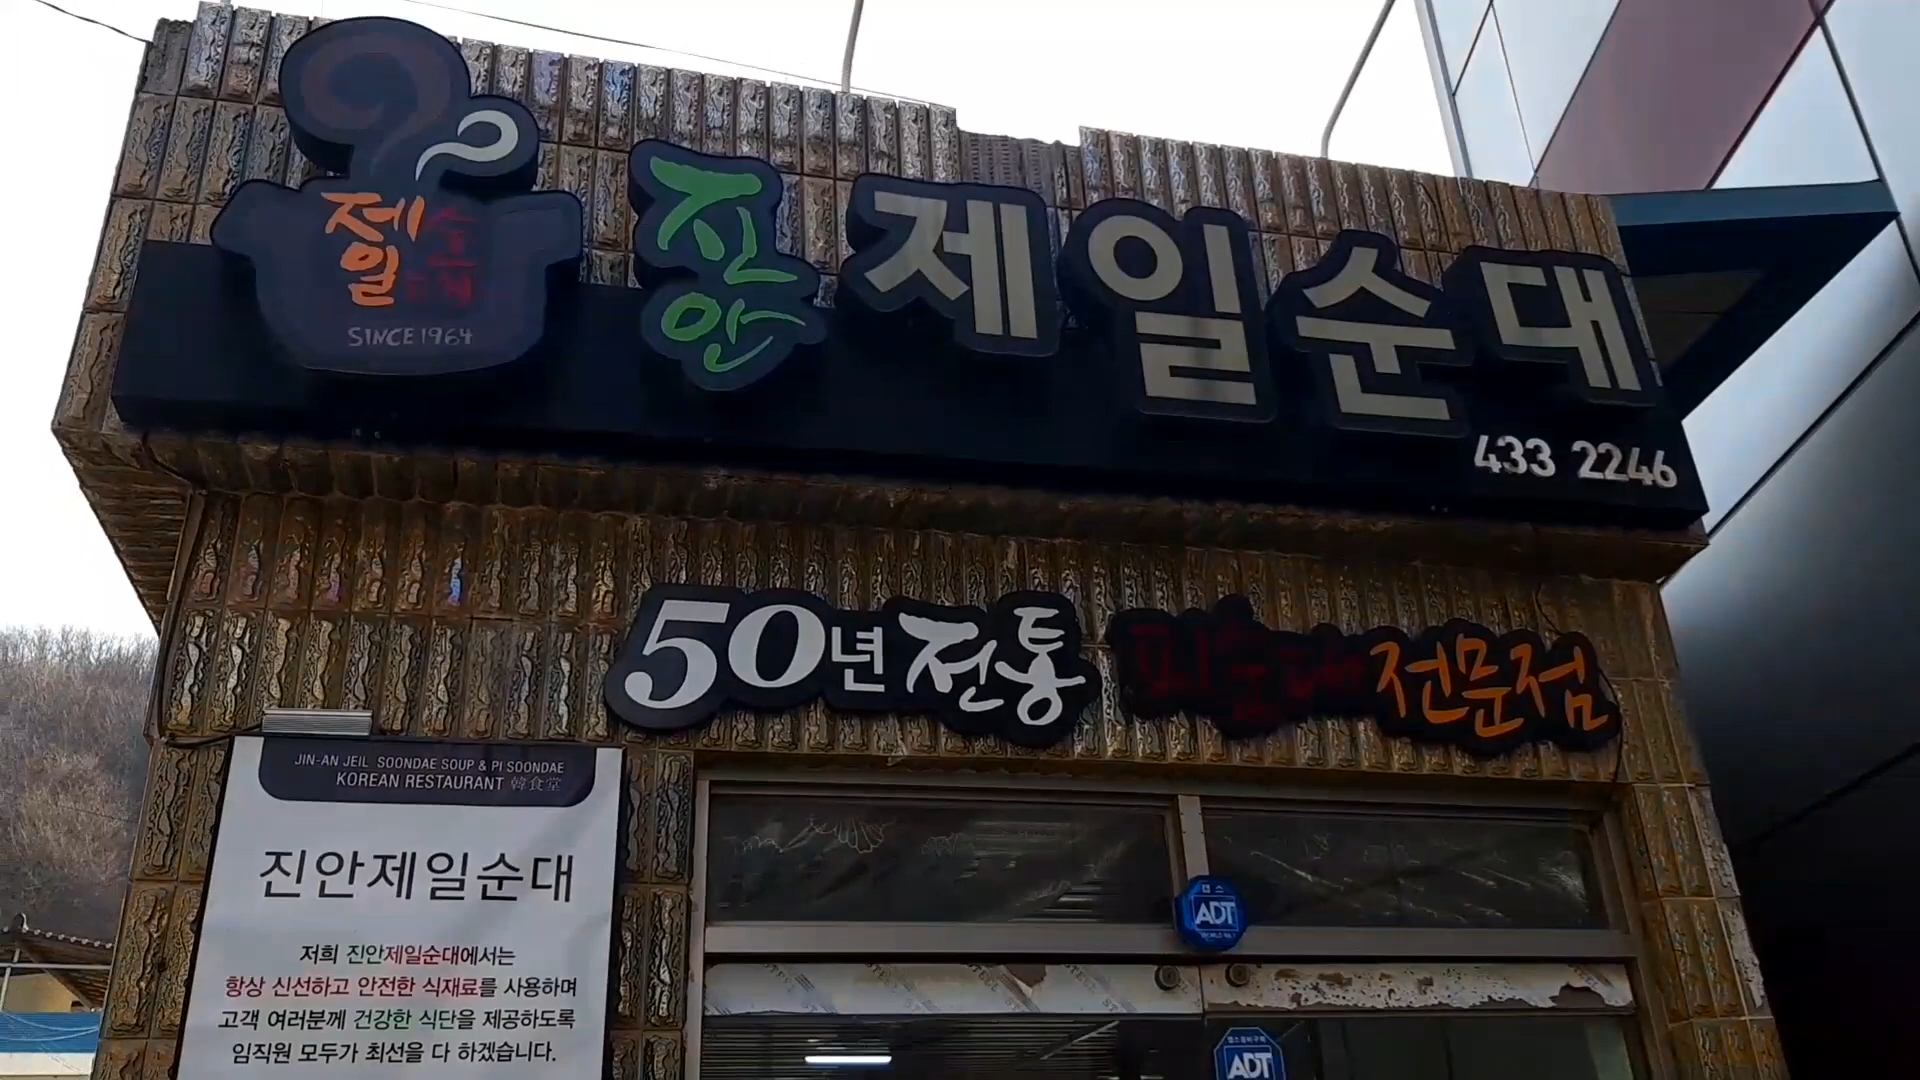 제일
순대
SINCE 1964
진안
제일순대
433 2246
50년 전통 피순대 전문점
JIN-AN JEIL SOONDAE SOUP & PI SOONDAE
KOREAN RESTAURANT 韓食堂
진안제일순대
저희 진안제일순대에서는
항상 신선하고 안전한 식재료를 사용하며
고객 여러분께 건강한 식단을 제공하도록
임직원 모두가 최선을 다 하겠습니다.
ADT
ADT